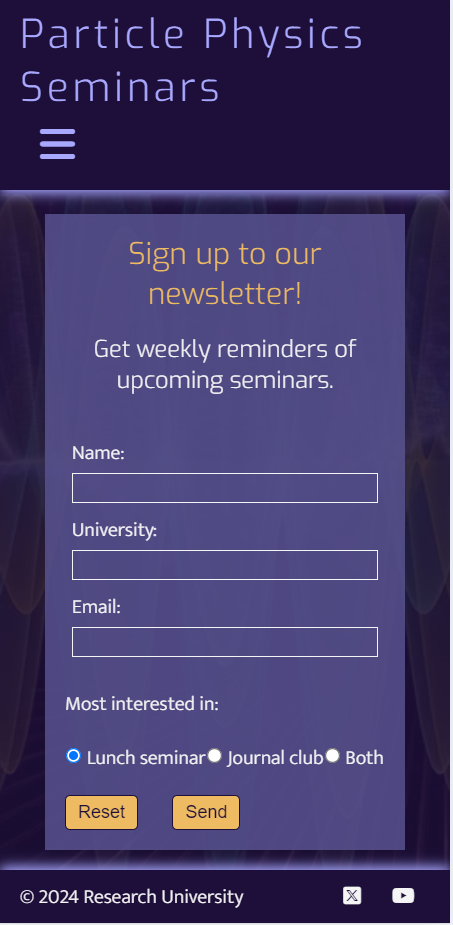 Particle Physics
Seminars
Sign up to our
newsletter!
Get weekly reminders of
upcoming seminars.
Name:
University:
Email:
Most interested in:
Lunch seminar Journal club Both
Reset Send
© 2024 Research University